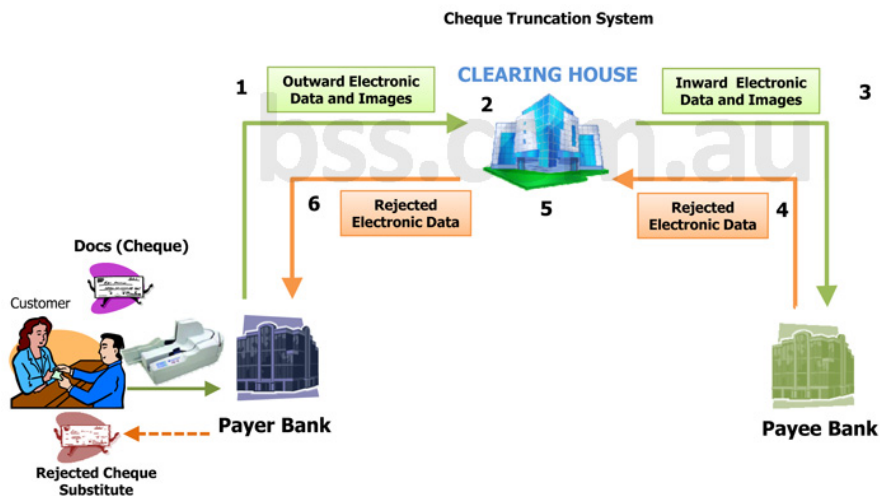 Cheque Truncation System
1
Outward Electronic
Data and Images
CLEARING HOUSE
2
Inward Electronic
Data and Images
3
bss.com.au
6
Rejected
Electronic Data
5
Rejected
Electronic Data
4
Docs (Cheque)
Customer
Payer Bank
Payee Bank
Rejected Cheque
Substitute